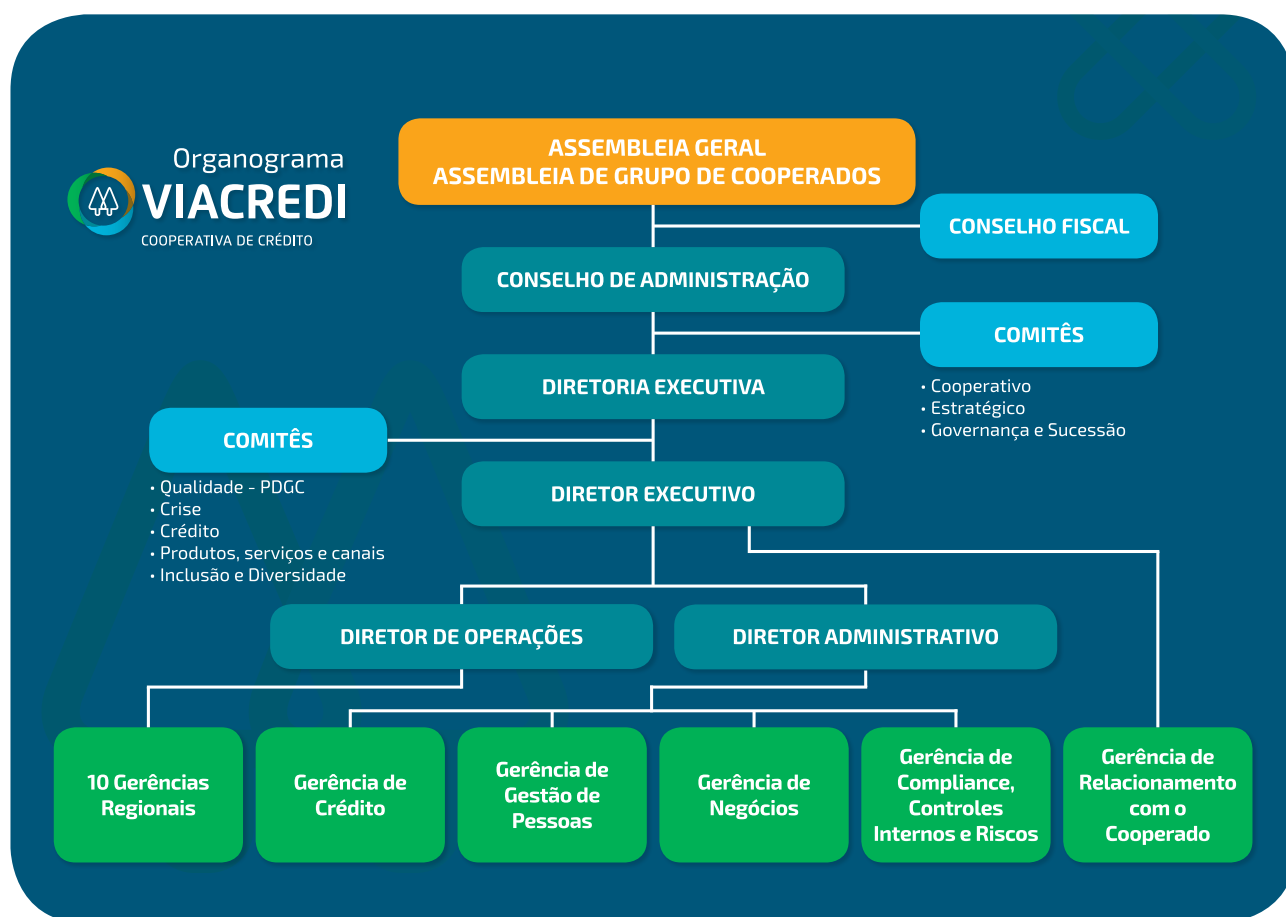 Organograma
VIACREDI
COOPERATIVA DE CRÉDITO
ASSEMBLEIA GERAL
ASSEMBLEIA DE GRUPO DE COOPERADOS
CONSELHO FISCAL
CONSELHO DE ADMINISTRAÇÃO
COMITÊS
• Cooperativo
• Estratégico
• Governança e Sucessão
DIRETORIA EXECUTIVA
COMITÊS
• Qualidade - PDGC
• Crise
• Crédito
• Produtos, serviços e canais
• Inclusão e Diversidade
DIRETOR EXECUTIVO
DIRETOR DE OPERAÇÕES
DIRETOR ADMINISTRATIVO
10 Gerências
Regionais
Gerência de
Crédito
Gerência de
Gestão de
Pessoas
Gerência de
Negócios
Gerência de
Compliance,
Controles
Internos e Riscos
Gerência de
Relacionamento
com o
Cooperado